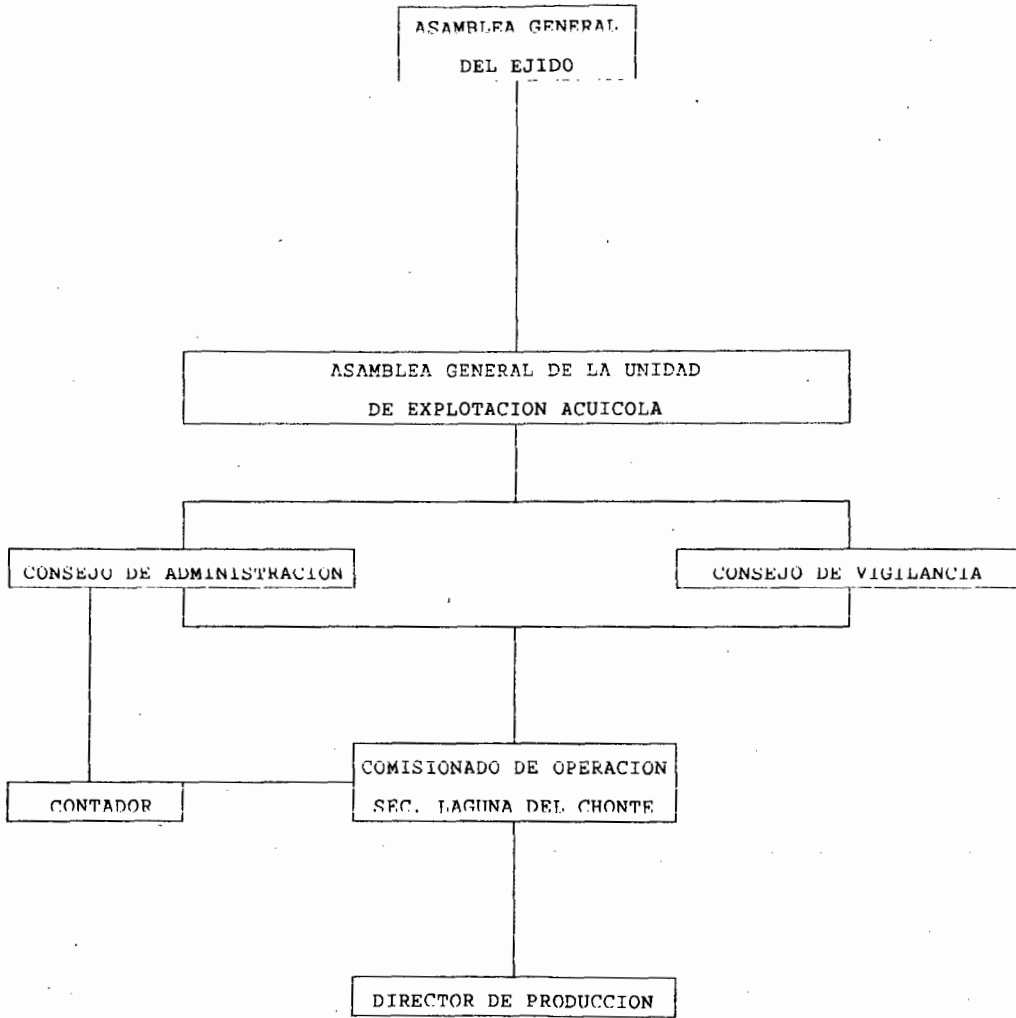 ASAMBLEA GENERAL
DEL EJIDO
ASAMBLEA GENERAL DE LA UNIDAD
DE EXPLOTACION ACUICOLA
CONSEJO DE ADMINISTRACION
CONSEJO DE VIGILANCIA
COMISIONADO DE OPERACION
SEC. LAGUNA DEL CHONTE
CONTADOR
DIRECTOR DE PRODUCCION